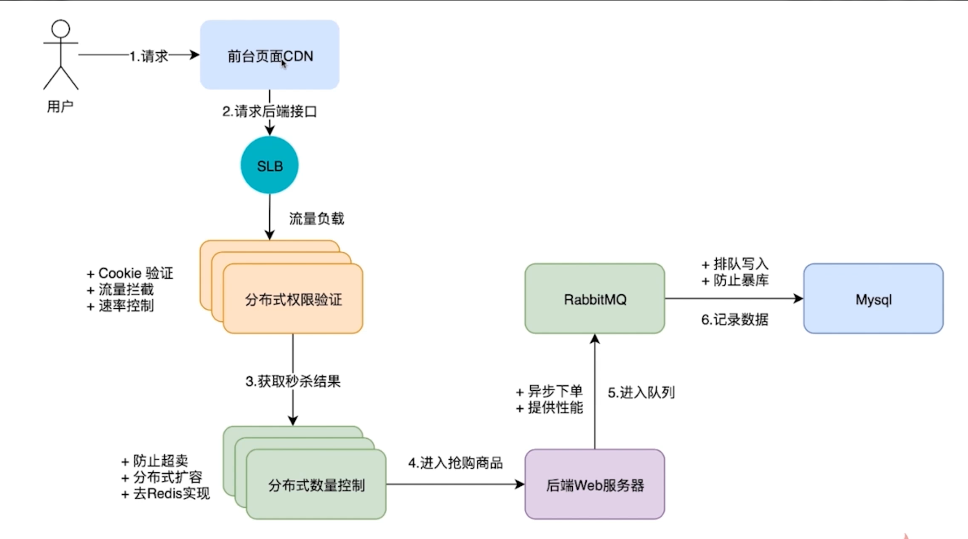 1.请求
前台页面CDN
用户
2.请求后端接口
SLB
流量负载
+ Cookie 验证
+ 流量拦截
+ 速率控制
分布式权限验证
RabbitMQ
+ 排队写入
+ 防止暴库
6.记录数据
Mysql
3.获取秒杀结果
+ 异步下单
+ 提供性能
5.进入队列
+ 防止超卖
+ 分布式扩容
+ 去Redis实现
分布式数量控制
4.进入抢购商品
后端Web服务器